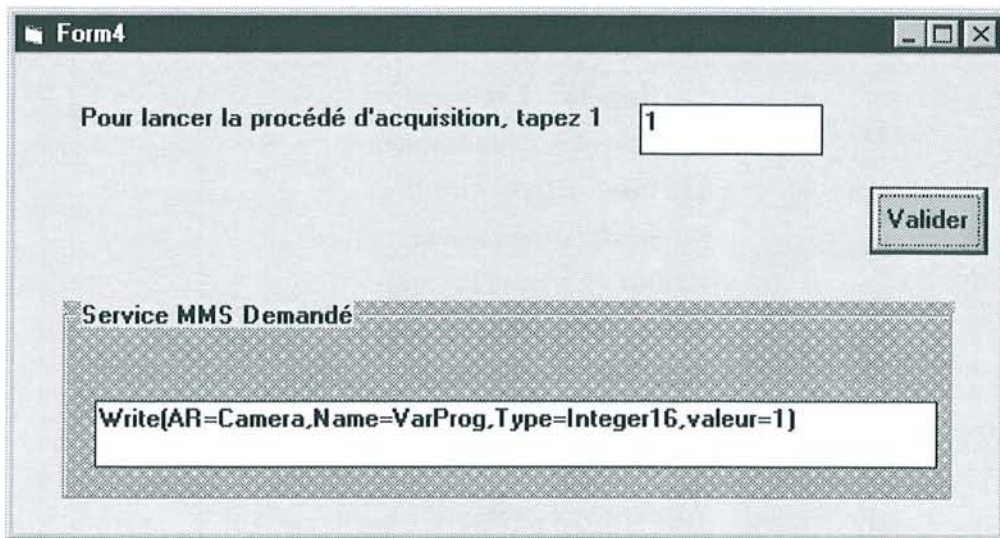 Form4
Pour lancer la procédé d'acquisition, tapez 1
1
Valider
Service MMS Demandé
Write(AR=Camera,Name=VarProg,Type=Integer16,valeur=1)